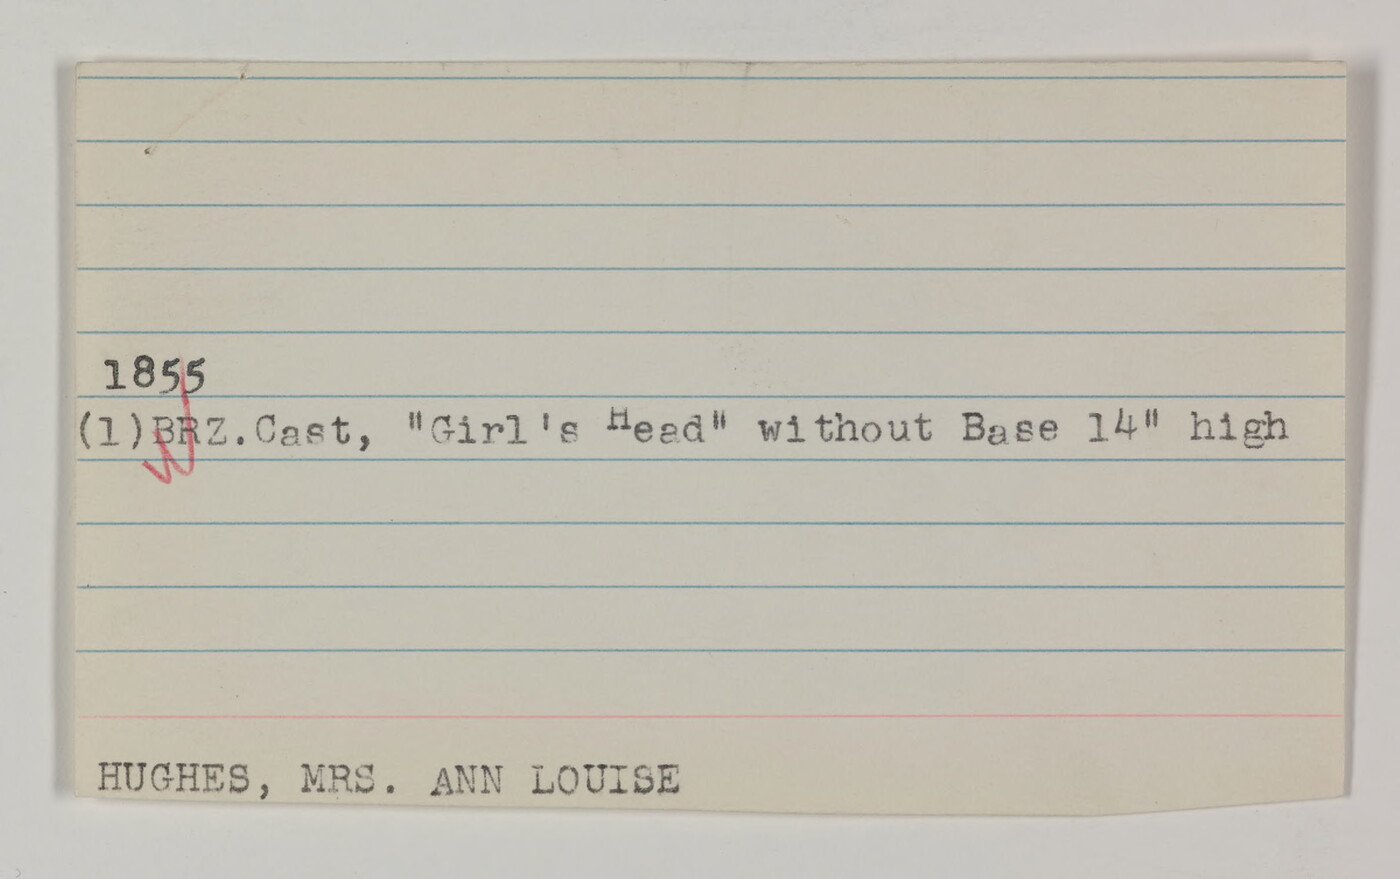 1855
(1)BRZ.Cast, "Girl's Head" without Base 14" high
HUGHES, MRS. ANN LOUISE